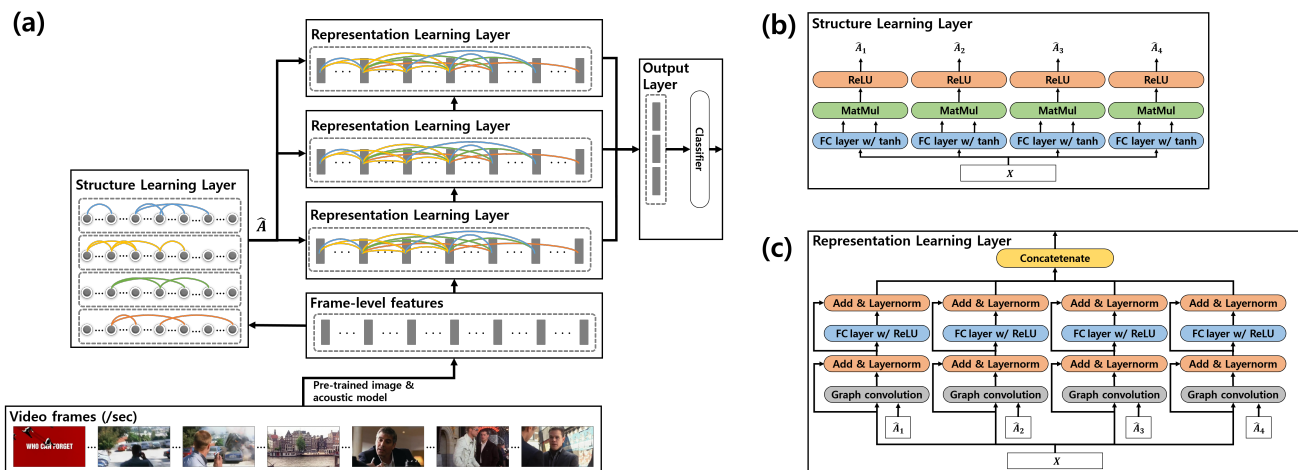 (a)
Representation Learning Layer
Representation Learning Layer
Representation Learning Layer
Output
Layer
Classifier
Structure Learning Layer
Â
Frame-level features
Pre-trained image &
acoustic model
Video frames (/sec)
WHO CAN FORGET
(b)
Structure Learning Layer
Â₁ Â₂ Â₃ Â₄
ReLU ReLU ReLU ReLU
MatMul MatMul MatMul MatMul
FC layer w/ tanh FC layer w/ tanh FC layer w/ tanh FC layer w/ tanh
X
(c)
Representation Learning Layer
Concatetenate
Add & Layernorm Add & Layernorm Add & Layernorm Add & Layernorm
FC layer w/ ReLU FC layer w/ ReLU FC layer w/ ReLU FC layer w/ ReLU
Add & Layernorm Add & Layernorm Add & Layernorm Add & Layernorm
Graph convolution Graph convolution Graph convolution Graph convolution
Â₁ Â₂ Â₃ Â₄
X